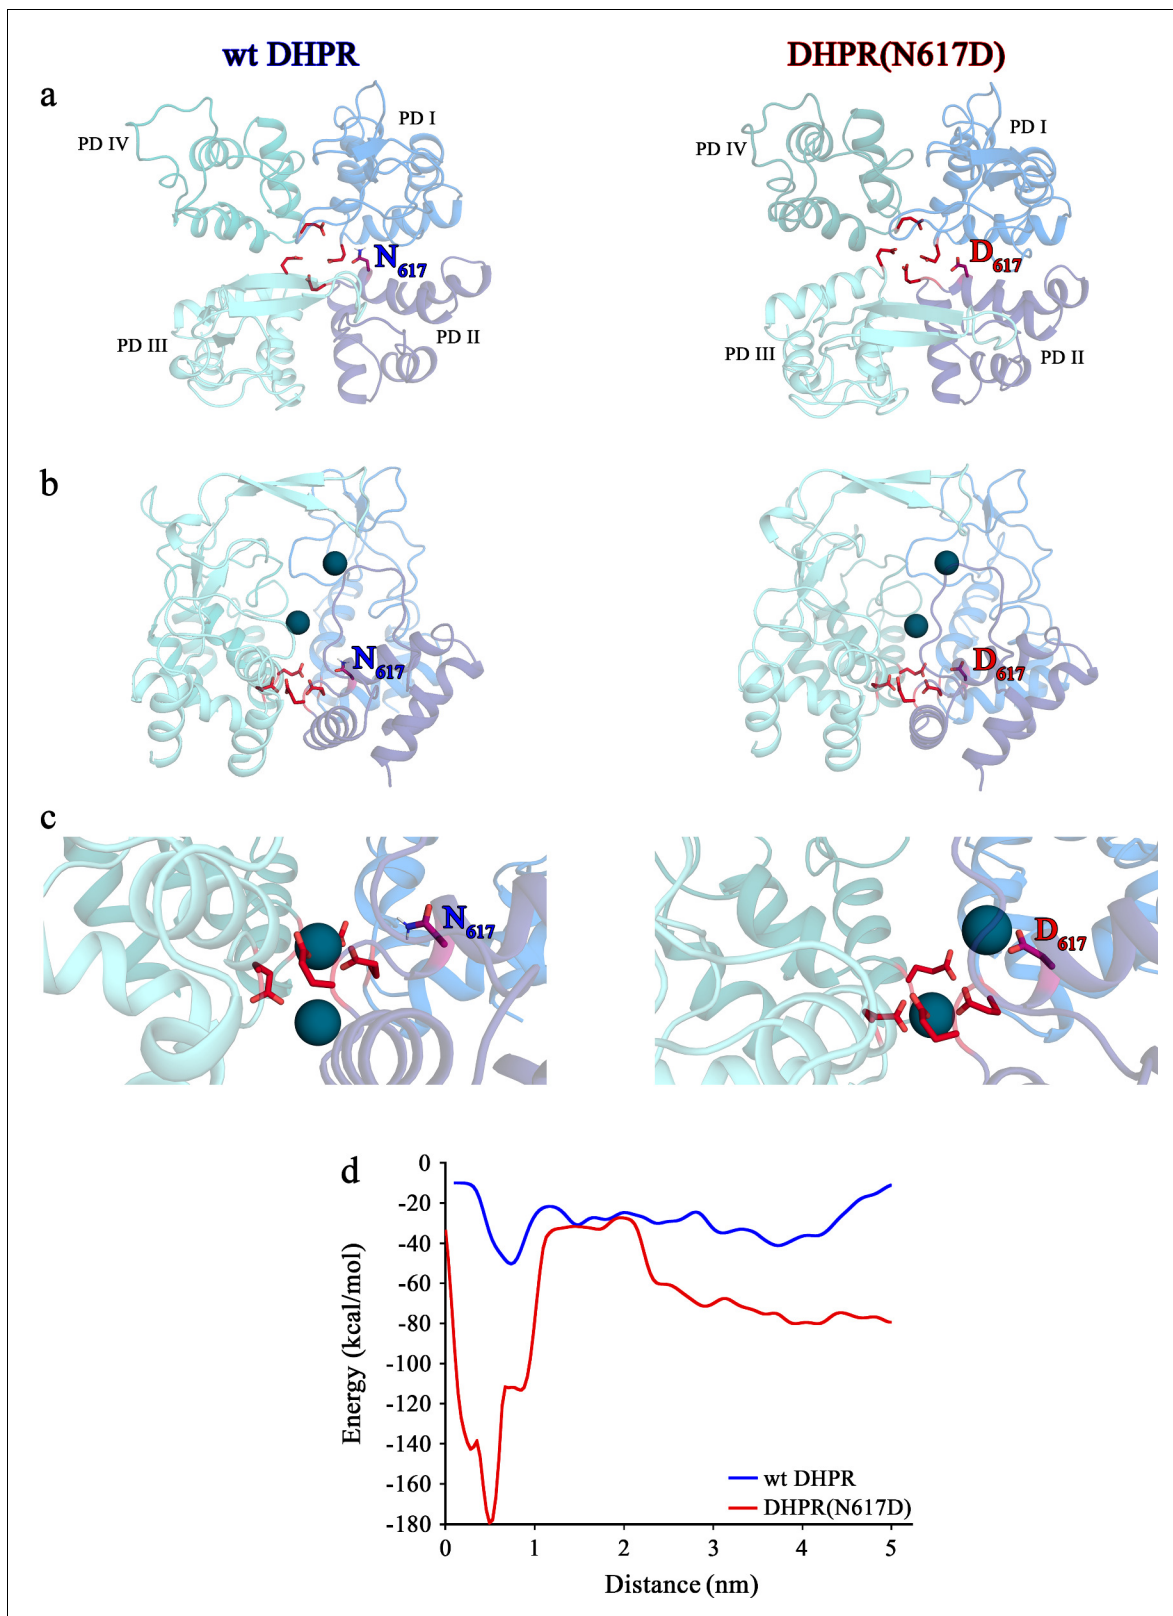 wt DHPR
DHPR(N617D)
a
PD IV
PD I
N617
PD III
PD II
PD IV
PD I
D617
PD III
PD II
b
N617
D617
c
N617
D617
d
Energy (kcal/mol)
0
-20
-40
-60
-80
-100
-120
-140
-160
-180
wt DHPR
DHPR(N617D)
0 1 2 3 4 5
Distance (nm)